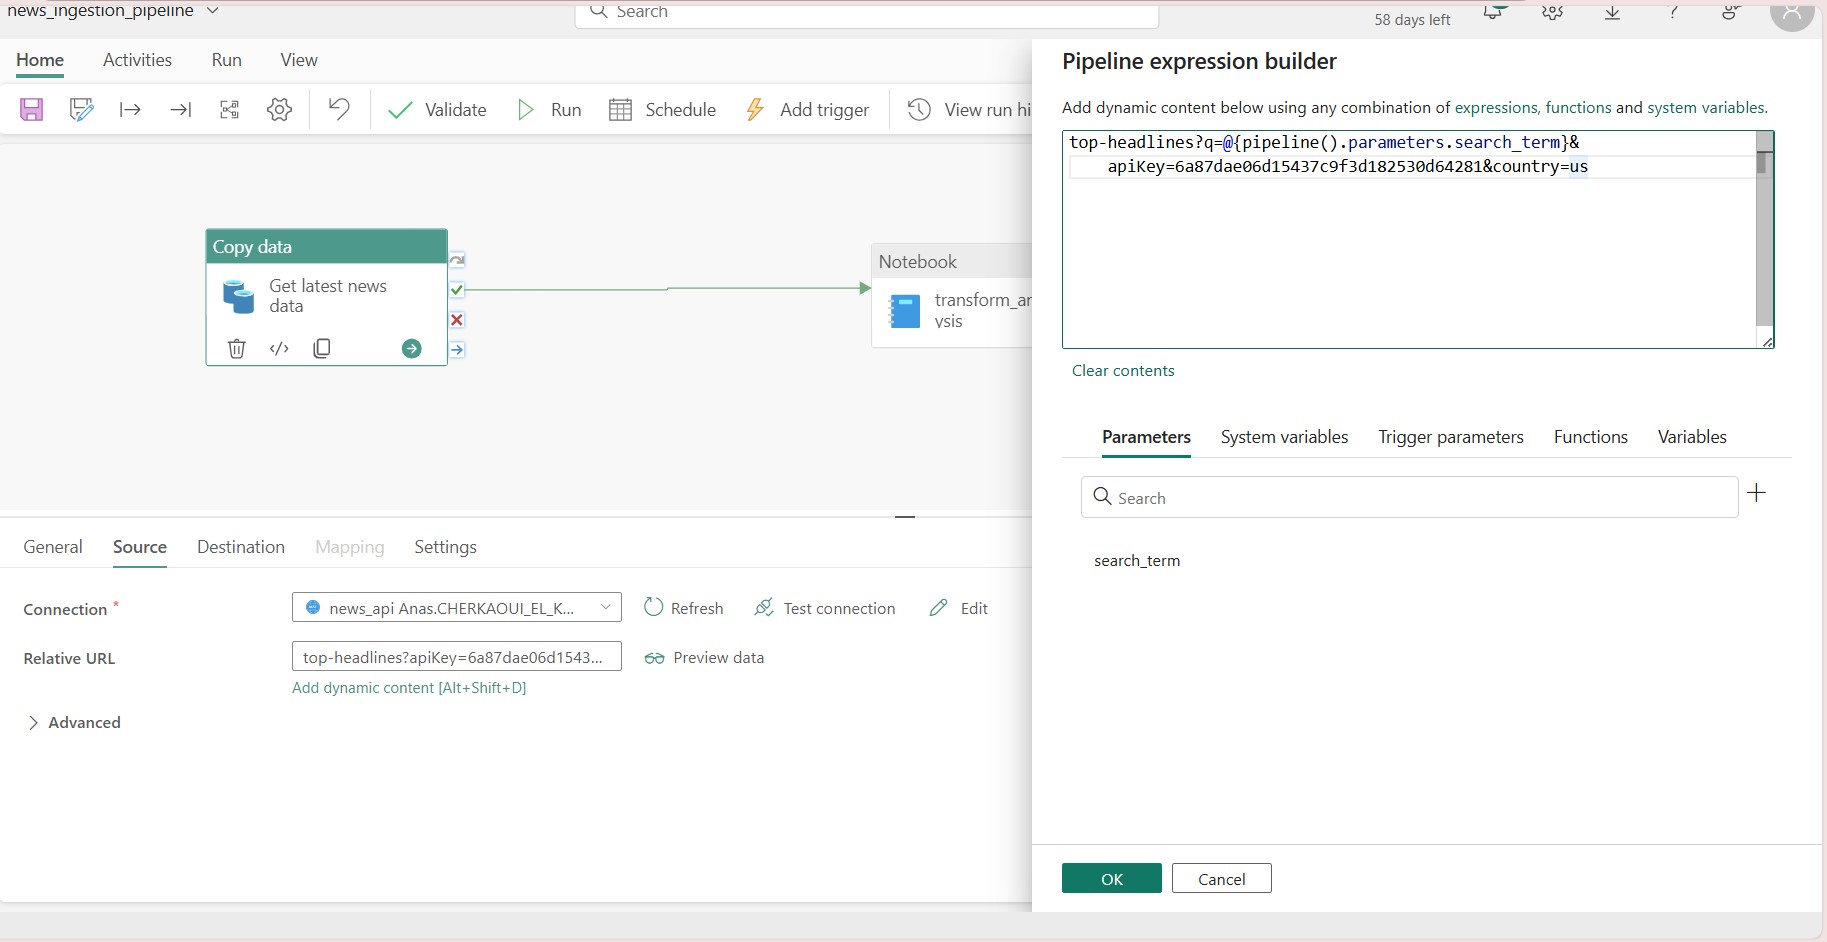 news_ingestion_pipeline
Search
58 days left
?
Home
Activities
Run
View
Validate
Run
Schedule
Add trigger
View run hi
Copy data
Get latest news
data
</>
Notebook
transform_an
ysis
General
Source
Destination
Mapping
Settings
Connection *
news_api Anas.CHERKAOUI_EL_K...
Refresh
Test connection
Edit
Relative URL
top-headlines?apiKey=6a87dae06d1543...
Preview data
Add dynamic content [Alt+Shift+D]
Advanced
Pipeline expression builder
Add dynamic content below using any combination of expressions, functions and system variables.
top-headlines?q=@{pipeline().parameters.search_term}&
apiKey=6a87dae06d15437c9f3d182530d64281&country=us
Clear contents
Parameters
System variables
Trigger parameters
Functions
Variables
Search
search_term
OK
Cancel